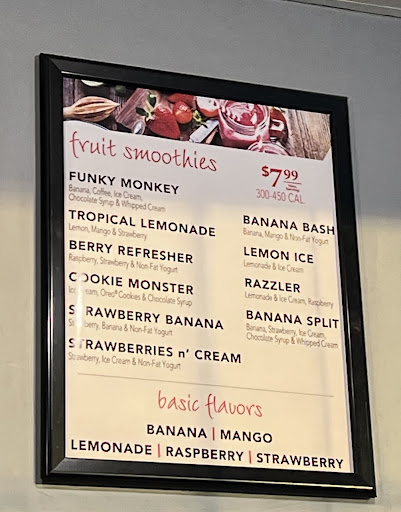 fruit smoothies
$7.99
300-450 CAL
FUNKY MONKEY
Banana, Coffee, Ice Cream,
Chocolate Syrup & Whipped Cream
TROPICAL LEMONADE
Lemon, Mango & Strawberry
BERRY REFRESHER
Raspberry, Strawberry & Non-Fat Yogurt
COOKIE MONSTER
Ice Cream, Oreo® Cookies & Chocolate Syrup
STRAWBERRY BANANA
Strawberry, Banana & Non-Fat Yogurt
STRAWBERRIES n' CREAM
Strawberry, Ice Cream & Non-Fat Yogurt
BANANA BASH
Banana, Mango & Non-Fat Yogurt
LEMON ICE
Lemonade & Ice Cream
RAZZLER
Lemonade & Ice Cream, Raspberry
BANANA SPLIT
Banana, Strawberry, Ice Cream,
Chocolate Syrup & Whipped Cream
basic flavors
BANANA | MANGO
LEMONADE | RASPBERRY | STRAWBERRY